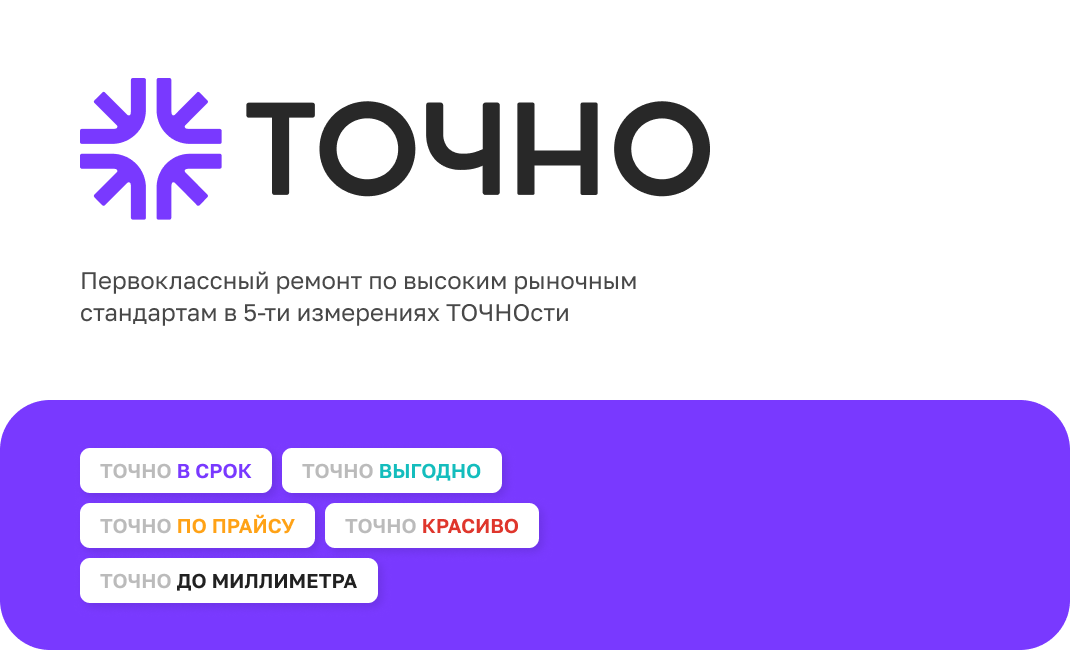 ТОЧНО
Первоклассный ремонт по высоким рыночным
стандартам в 5-ти измерениях ТОЧНОсти
ТОЧНО В СРОК
ТОЧНО ВЫГОДНО
ТОЧНО ПО ПРАЙСУ
ТОЧНО КРАСИВО
ТОЧНО ДО МИЛЛИМЕТРА